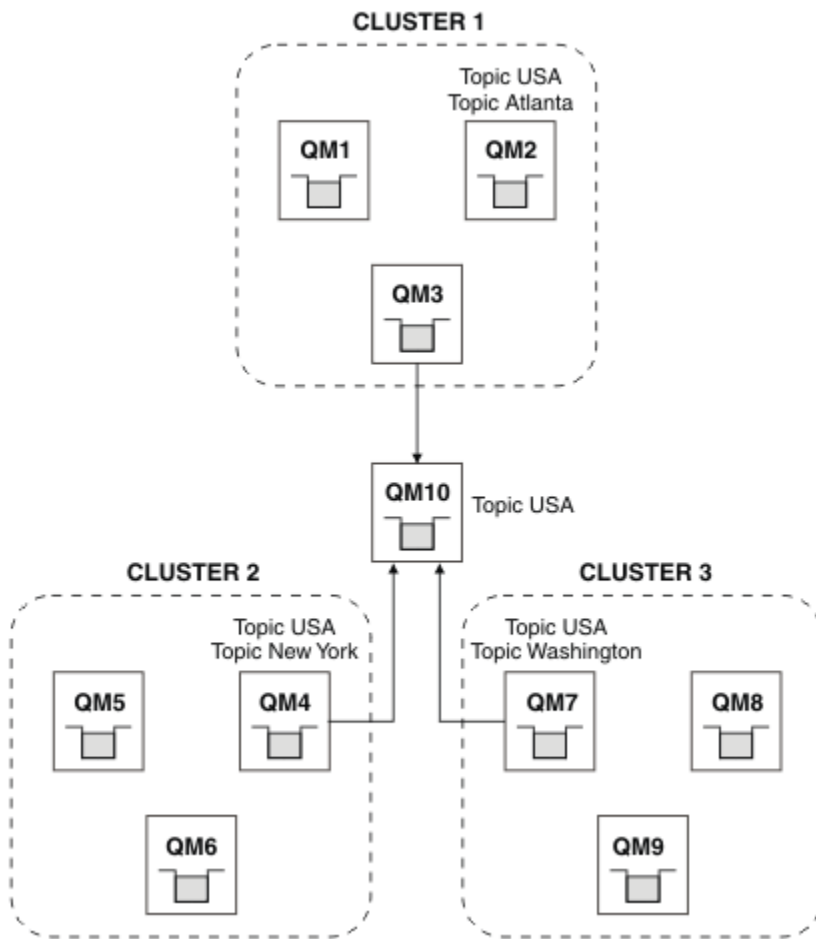 CLUSTER 1
Topic USA
Topic Atlanta
QM1
QM2
QM3
QM10
Topic USA
CLUSTER 2
CLUSTER 3
Topic USA
Topic New York
Topic USA
Topic Washington
QM5
QM4
QM7
QM8
QM6
QM9